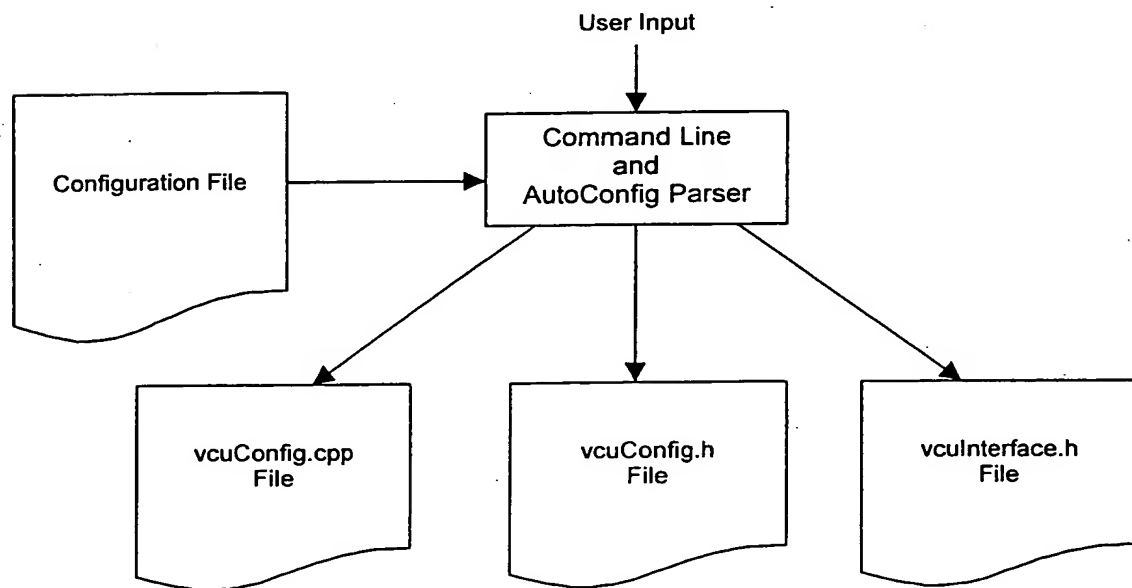 User Input
Command Line
and
AutoConfig Parser
Configuration File
vcuConfig.cpp
File
vcuConfig.h
File
vcuInterface.h
File